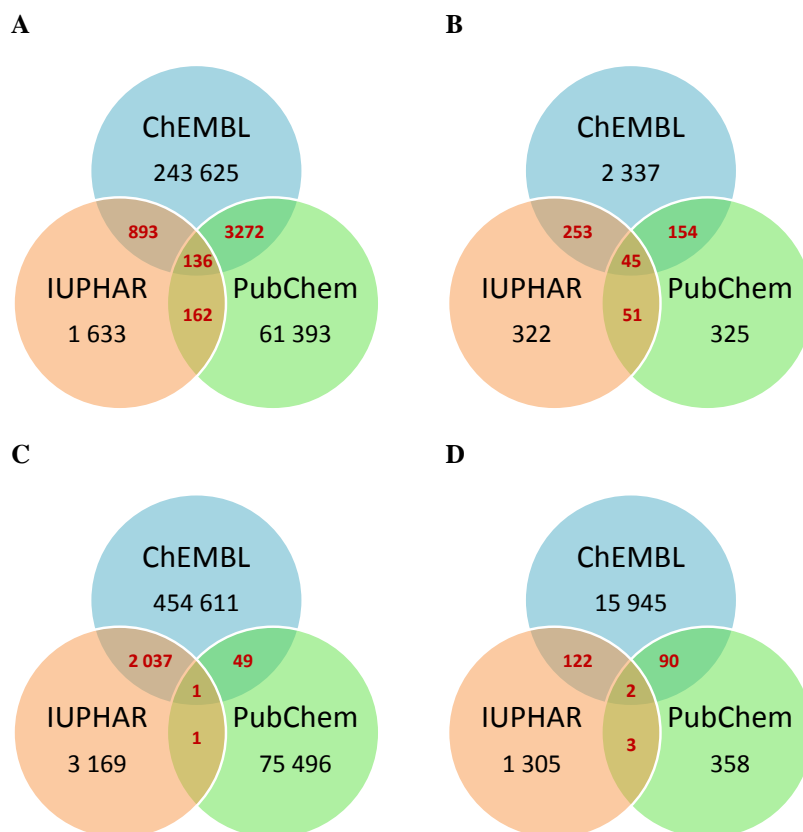 A
ChEMBL
243 625
893
3272
136
IUPHAR
PubChem
162
1 633
61 393
B
ChEMBL
2 337
253
154
45
IUPHAR
PubChem
51
322
325
C
ChEMBL
454 611
2 037
49
1
IUPHAR
PubChem
1
3 169
75 496
D
ChEMBL
15 945
122
90
2
IUPHAR
PubChem
3
1 305
358